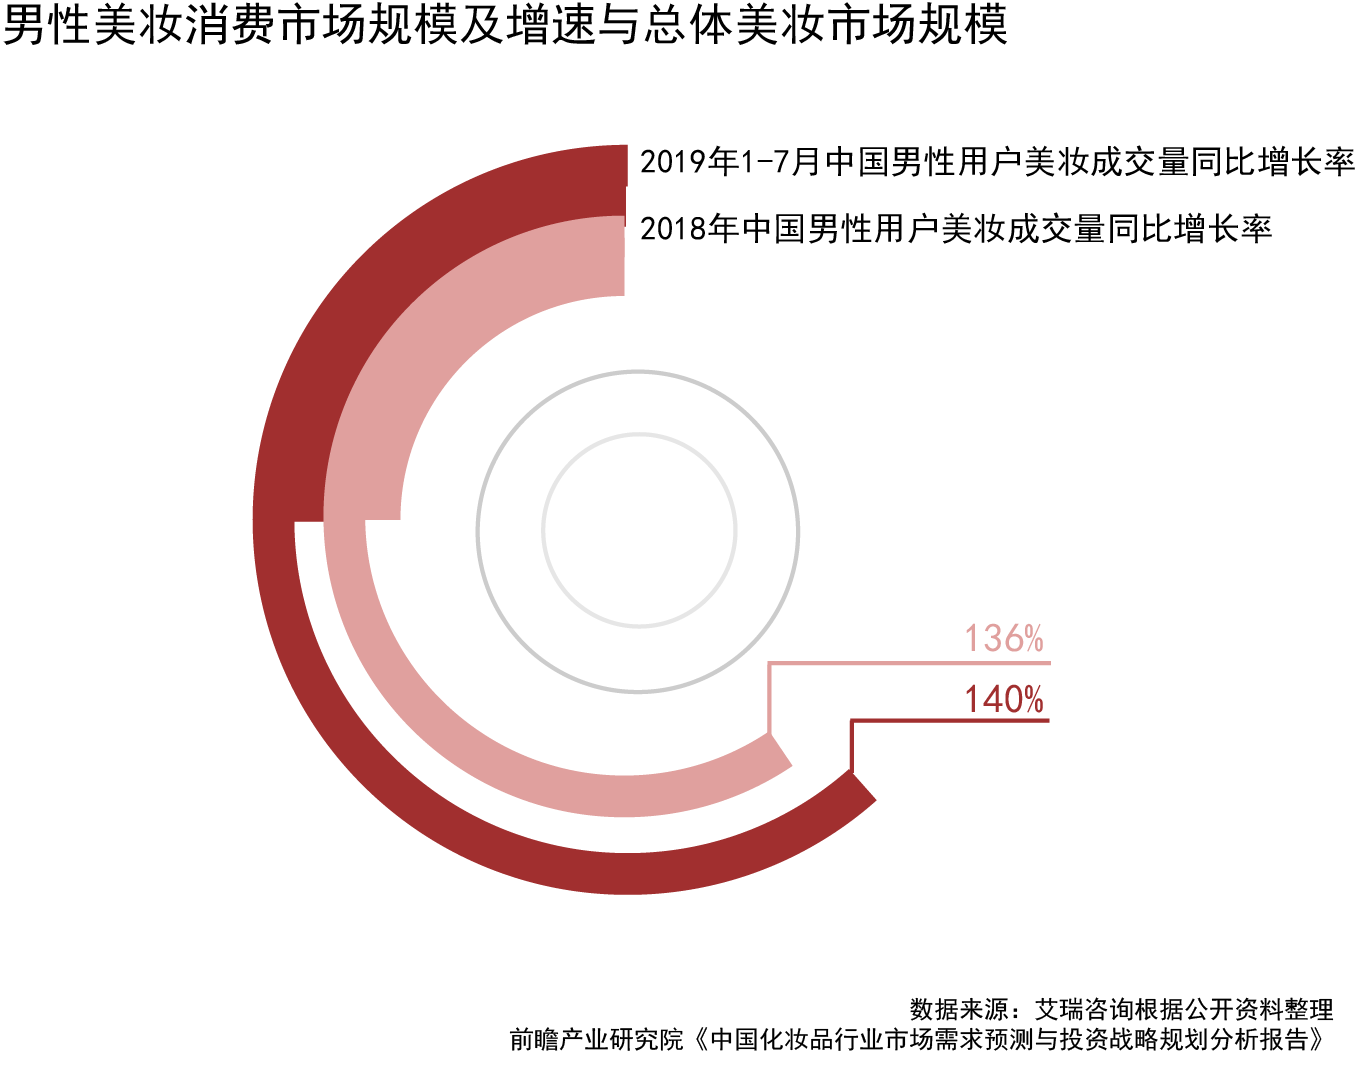 男性美妆消费市场规模及增速与总体美妆市场规模
2019年1-7月中国男性用户美妆成交量同比增长率
2018年中国男性用户美妆成交量同比增长率
136%
140%
数据来源：艾瑞咨询根据公开资料整理
前瞻产业研究院《中国化妆品行业市场需求预测与投资战略规划分析报告》